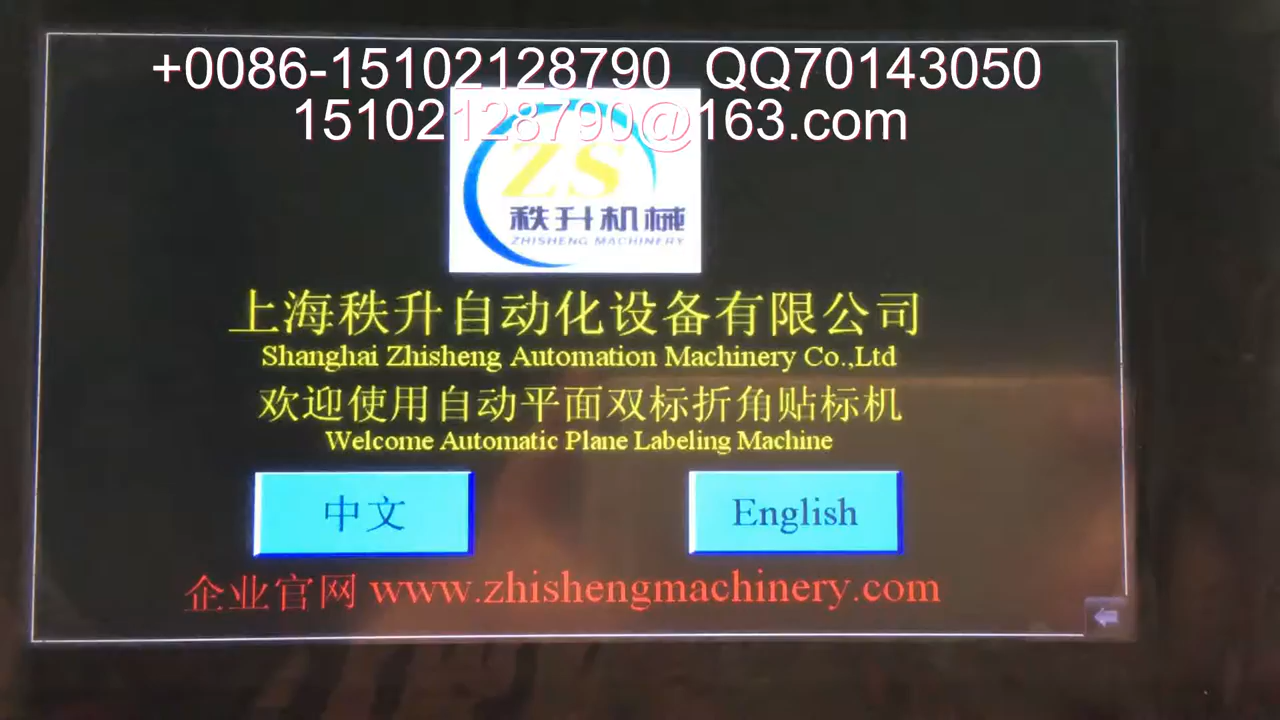 +0086-15102128790 QQ70143050
15102128790@163.com
ZS
秩升机械
ZHISHENG MACHINERY
上海秩升自动化设备有限公司
Shanghai Zhisheng Automation Machinery Co.,Ltd
欢迎使用自动平面双标折角贴标机
Welcome Automatic Plane Labeling Machine
中文 English
企业官网 www.zhishengmachinery.com